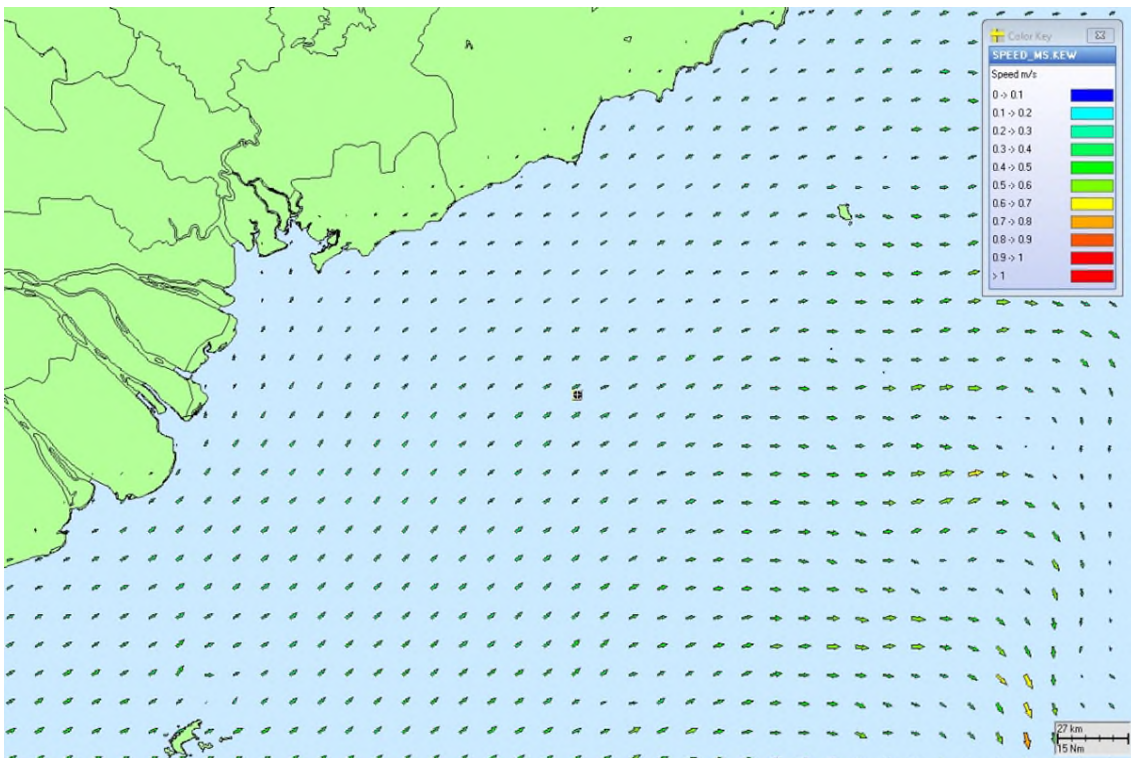 Color Key
SPEED_MS.KEW
Speed m/s
0 -> 0.1
0.1 -> 0.2
0.2 -> 0.3
0.3 -> 0.4
0.4 -> 0.5
0.5 -> 0.6
0.6 -> 0.7
0.7 -> 0.8
0.8 -> 0.9
0.9 -> 1
> 1
27 km
15 Nm